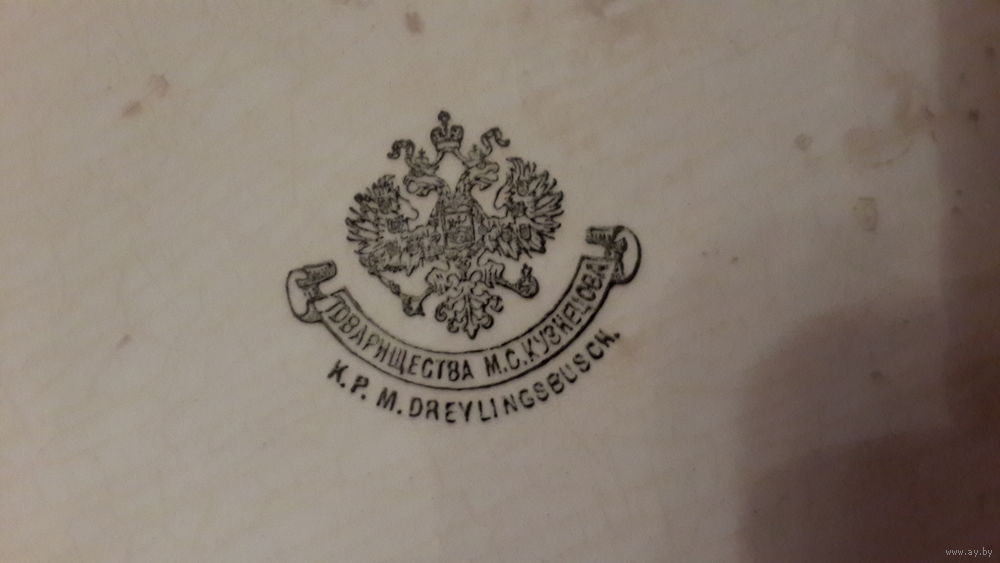 ТОВАРИЩЕСТВА М.С.КУЗНЕЦОВА
K.P.M.DREYLINGSBUSCH.
www.ay.by